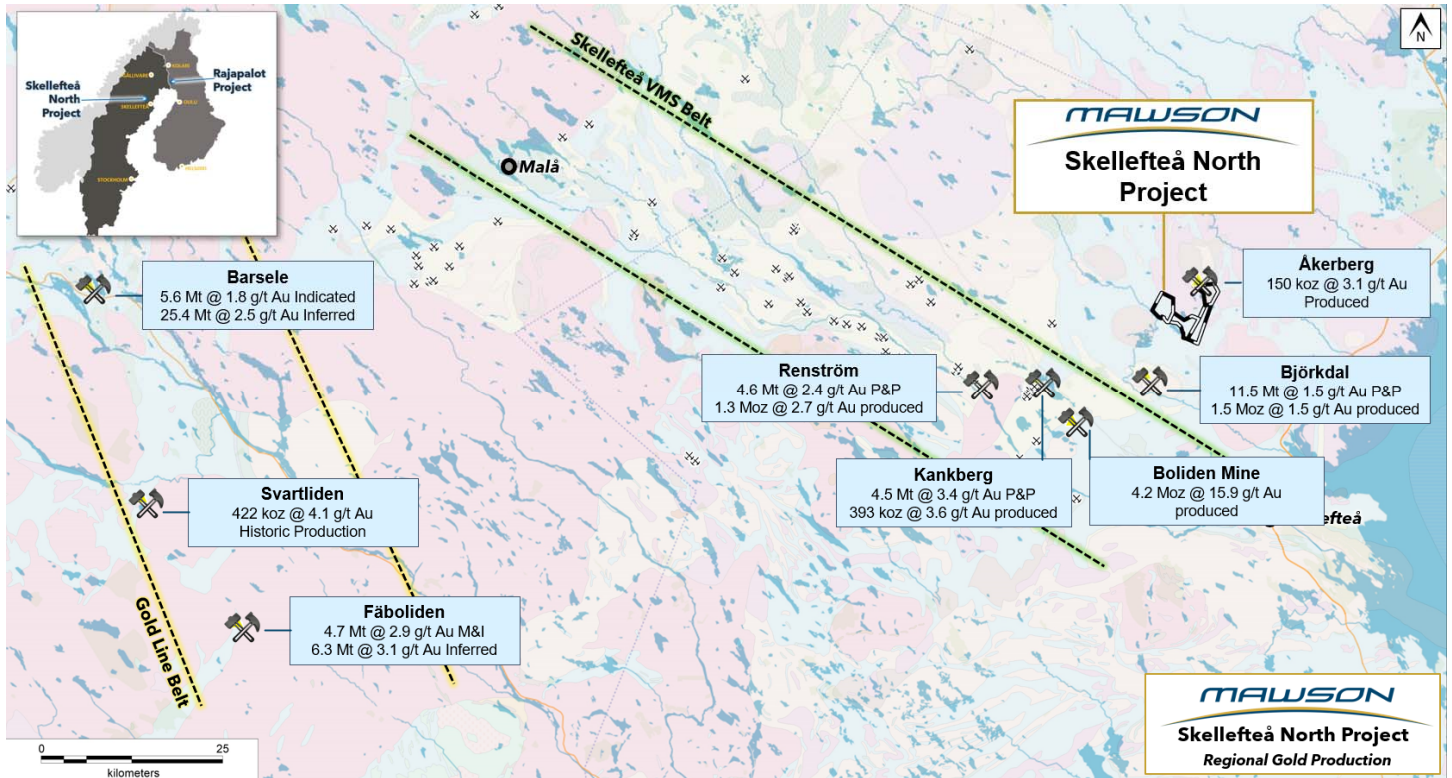 GÄLLIVARE
KOLARI
Rajapalot
Project
Skellefteå
North
Project
SKELLEFTEÅ
OULU
HELSINKI
STOCKHOLM
N
Skellefteå VMS Belt
MAWSON
Skellefteå North
Project
Malå
Barsele
5.6 Mt @ 1.8 g/t Au Indicated
25.4 Mt @ 2.5 g/t Au Inferred
Åkerberg
150 koz @ 3.1 g/t Au
Produced
Renström
4.6 Mt @ 2.4 g/t Au P&P
1.3 Moz @ 2.7 g/t Au produced
Björkdal
11.5 Mt @ 1.5 g/t Au P&P
1.5 Moz @ 1.5 g/t Au produced
Kankberg
4.5 Mt @ 3.4 g/t Au P&P
393 koz @ 3.6 g/t Au produced
Boliden Mine
4.2 Moz @ 15.9 g/t Au
produced
efteå
Svartliden
422 koz @ 4.1 g/t Au
Historic Production
Gold Line Belt
Fäboliden
4.7 Mt @ 2.9 g/t Au M&I
6.3 Mt @ 3.1 g/t Au Inferred
0 25
kilometers
MAWSON
Skellefteå North Project
Regional Gold Production